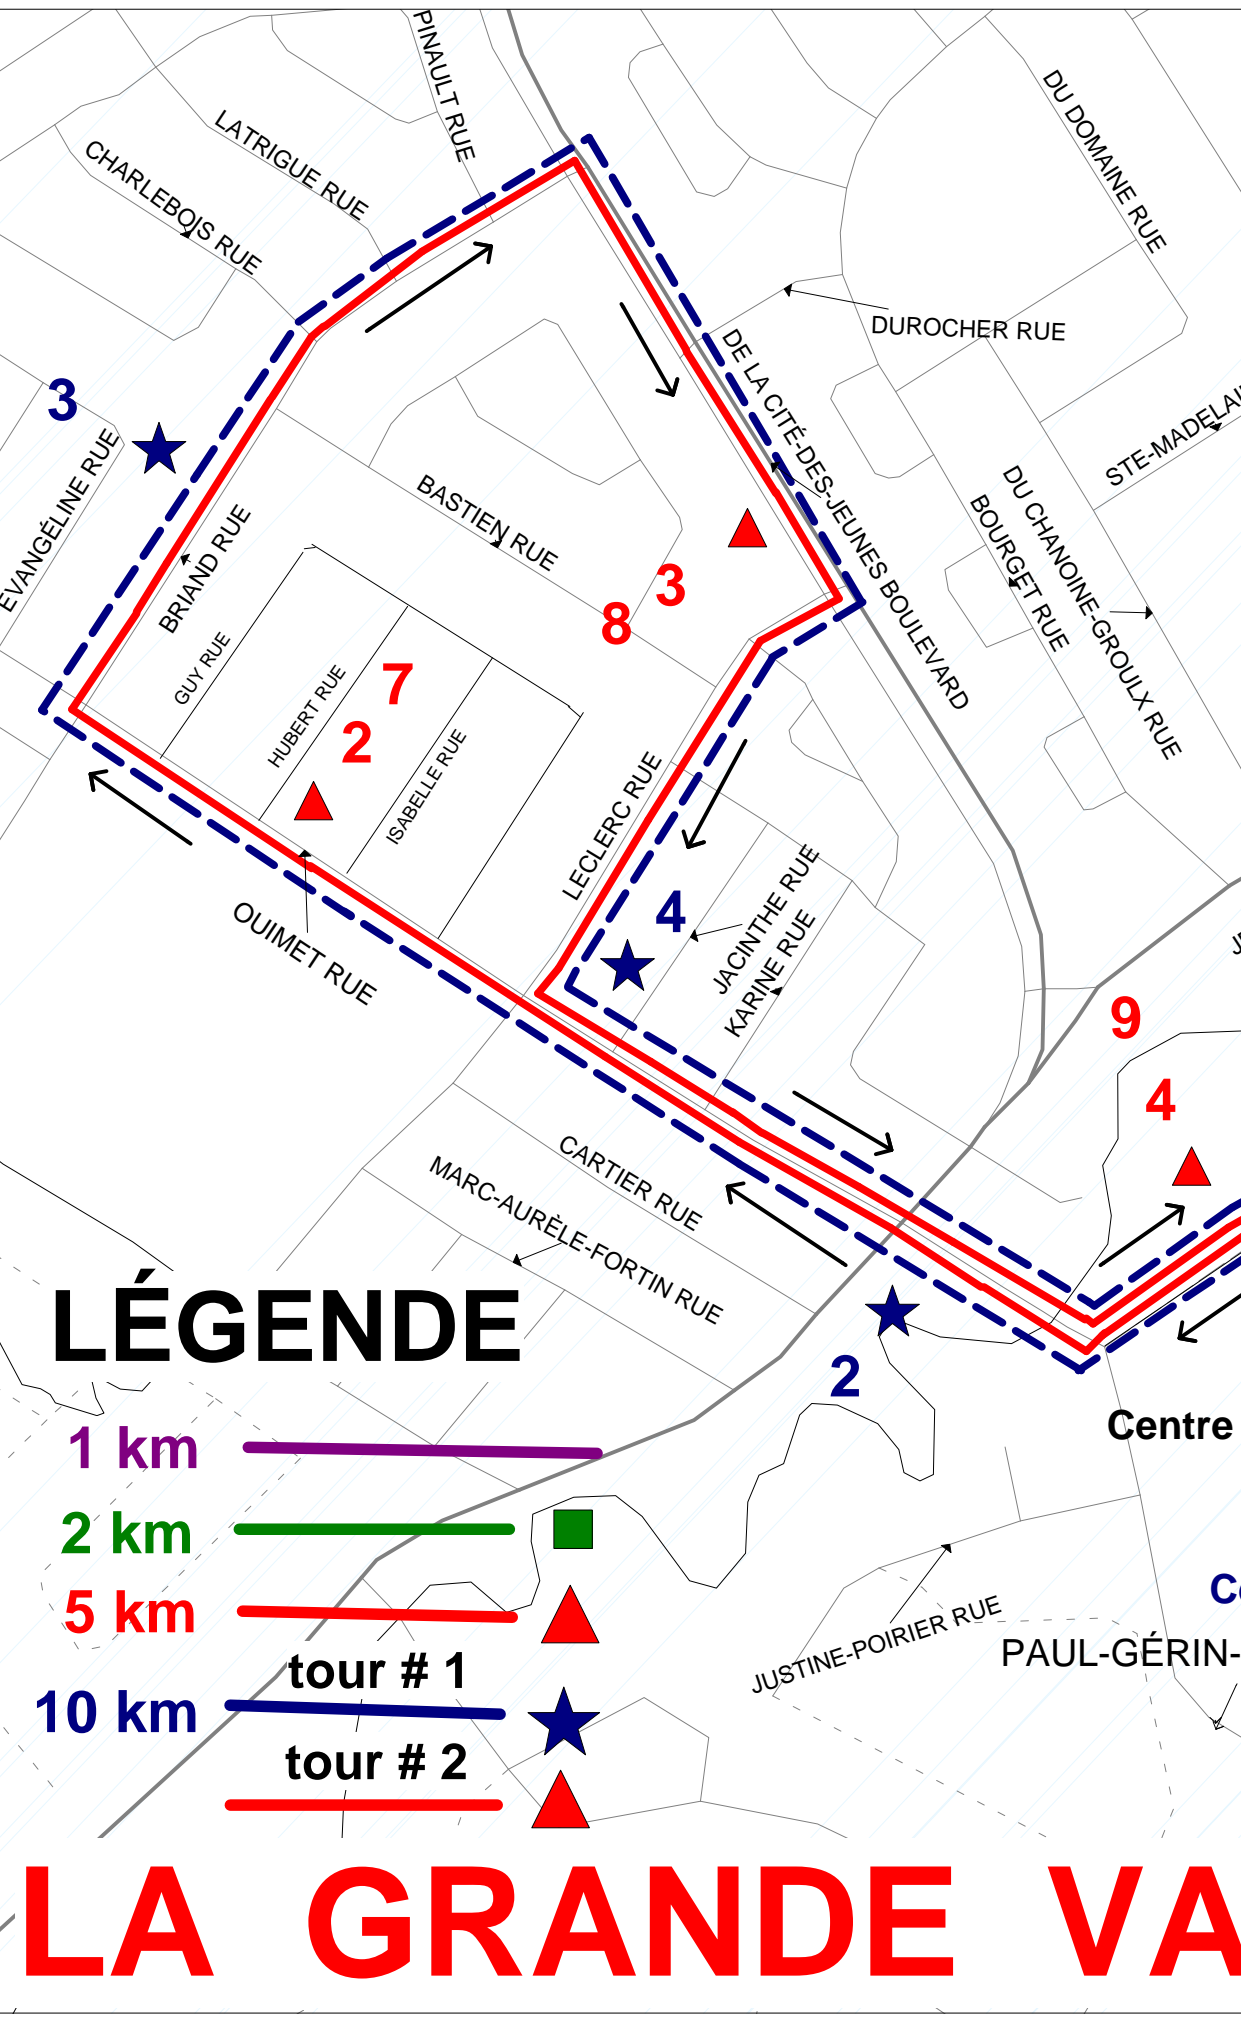 PINAULT RUE
LATRIGUE RUE
CHARLEBOIS RUE
DU DOMAINE RUE
DUROCHER RUE
DE LA CITÉ-DES-JEUNES BOULEVARD
3
ÉVANGÉLINE RUE
BRIAND RUE
BASTIEN RUE
STE-MADELAI
DU CHANOINE-GROULX RUE
BOURGET RUE
3
8
GUY RUE
HUBERT RUE
7
2
ISABELLE RUE
LECLERC RUE
4
JACINTHE RUE
KARINE RUE
OUIMET RUE
9
4
CARTIER RUE
MARC-AURÈLE-FORTIN RUE
2
Centre
JUSTINE-POIRIER RUE
PAUL-GÉRIN-
LÉGENDE
1 km
2 km
5 km
tour # 1
10 km
tour # 2
LA GRANDE VA